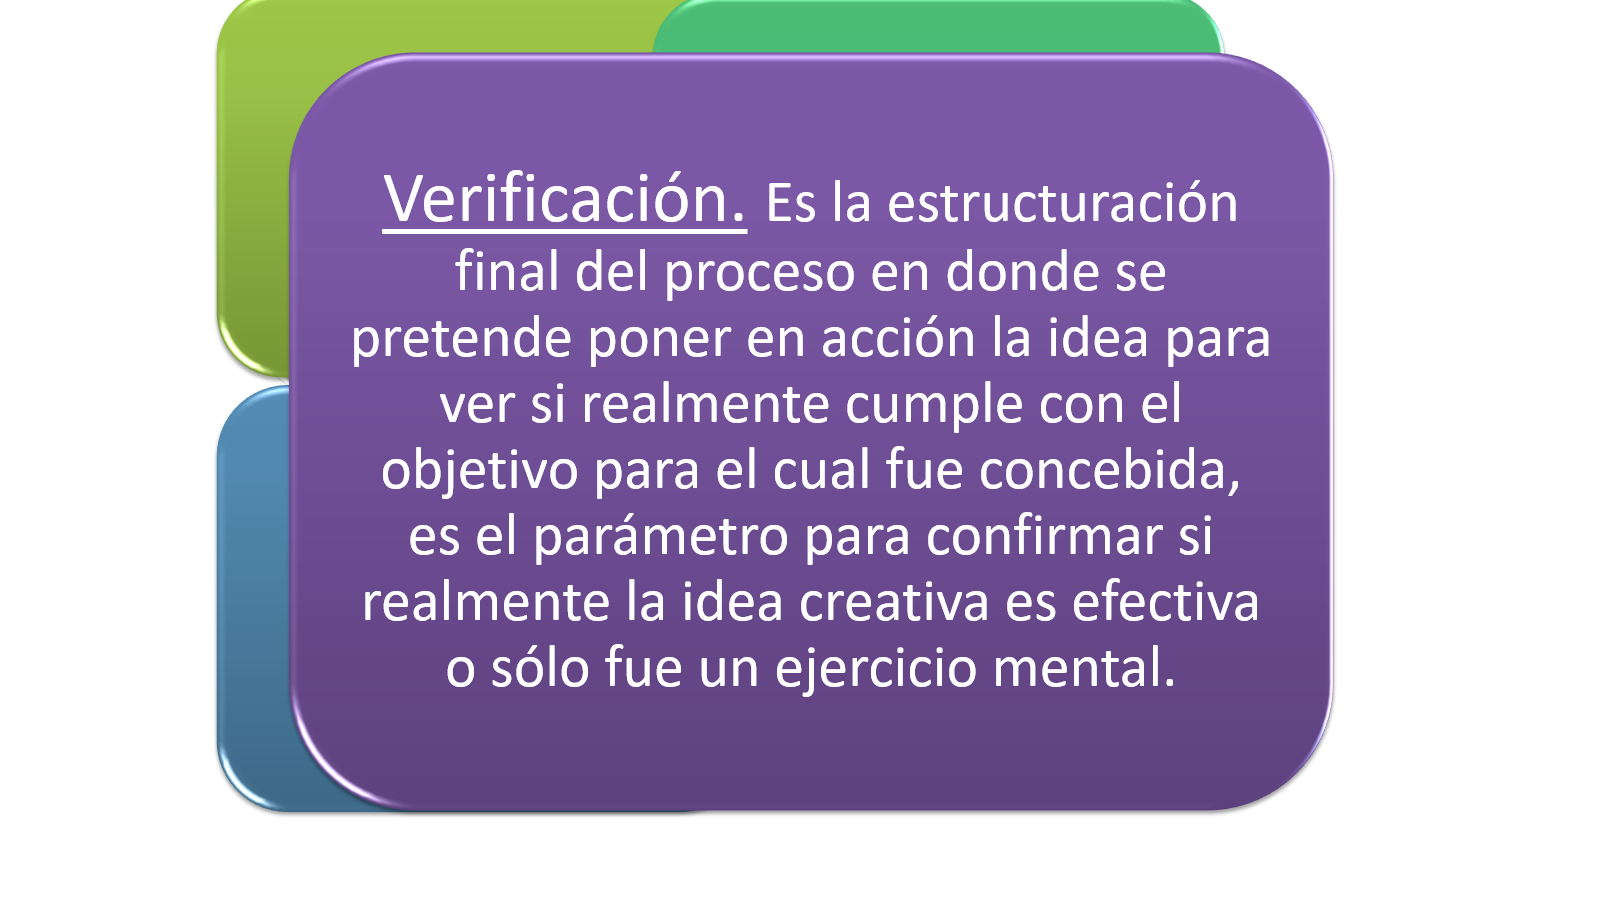 Verificación. Es la estructuración
final del proceso en donde se
pretende poner en acción la idea para
ver si realmente cumple con el
objetivo para el cual fue concebida,
es el parámetro para confirmar si
realmente la idea creativa es efectiva
o sólo fue un ejercicio mental.